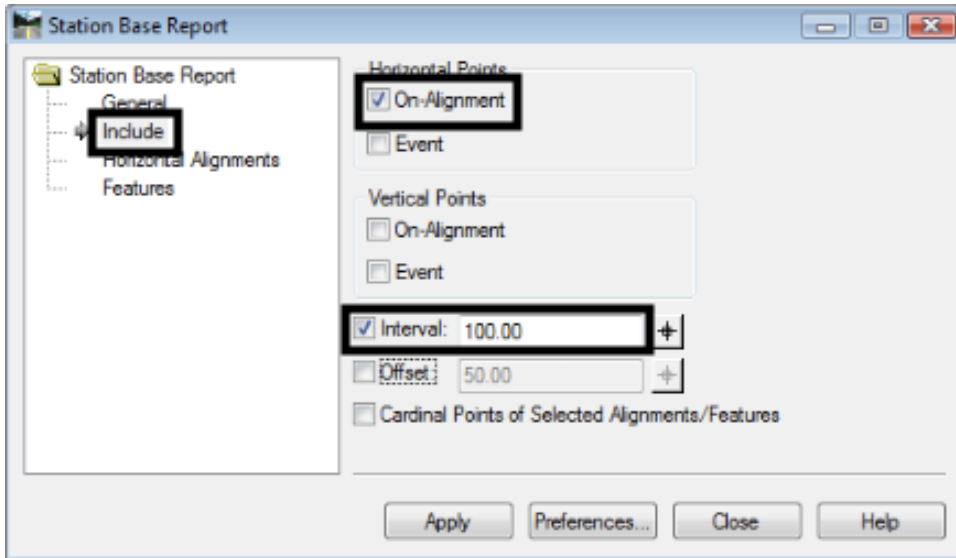 Station Base Report
Station Base Report
General
Include
Horizontal Alignments
Features
Horizontal Points
On-Alignment
Event
Vertical Points
On-Alignment
Event
Interval: 100.00
Offset: 50.00
Cardinal Points of Selected Alignments/Features
Apply Preferences... Close Help